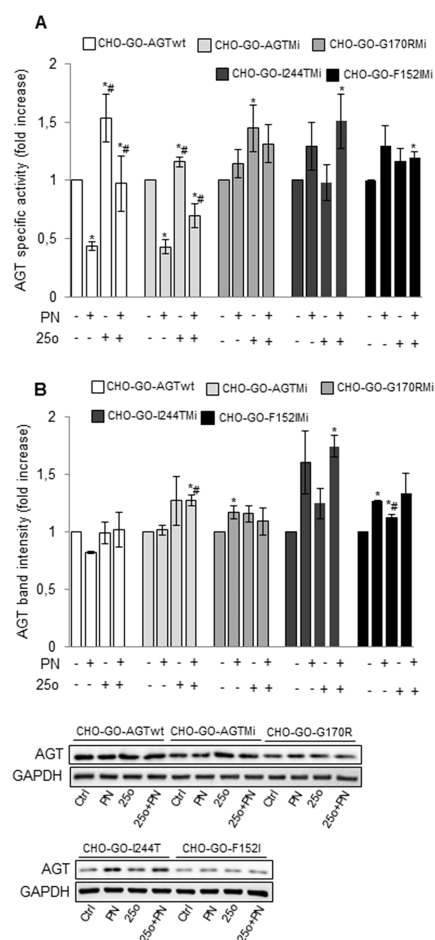 A
CHO-GO-AGTwt CHO-GO-AGTMi CHO-GO-G170RMi
CHO-GO-I244TMi CHO-GO-F152IMi
AGT specific activity (fold increase)
2
1,5
1
0,5
0
*#
*
*#
*
*#
*#
*
*
*
PN - + - + - + - + - + - + - + - + - + - +
25o - - + + - - + + - - + + - - + + - - + +
B
CHO-GO-AGTwt CHO-GO-AGTMi CHO-GO-G170RMi
CHO-GO-I244TMi CHO-GO-F152IMi
AGT band intensity (fold increase)
2
1,5
1
0,5
0
*#
*
*
*
*#
PN - + - + - + - + - + - + - + - + - + - +
25o - - + + - - + + - - + + - - + + - - + +
CHO-GO-AGTwt CHO-GO-AGTMi CHO-GO-G170R
AGT
GAPDH
Ctrl PN 25o 25o+PN Ctrl PN 25o 25o+PN Ctrl PN 25o 25o+PN
CHO-GO-I244T CHO-GO-F152I
AGT
GAPDH
Ctrl PN 25o 25o+PN Ctrl PN 25o 25o+PN